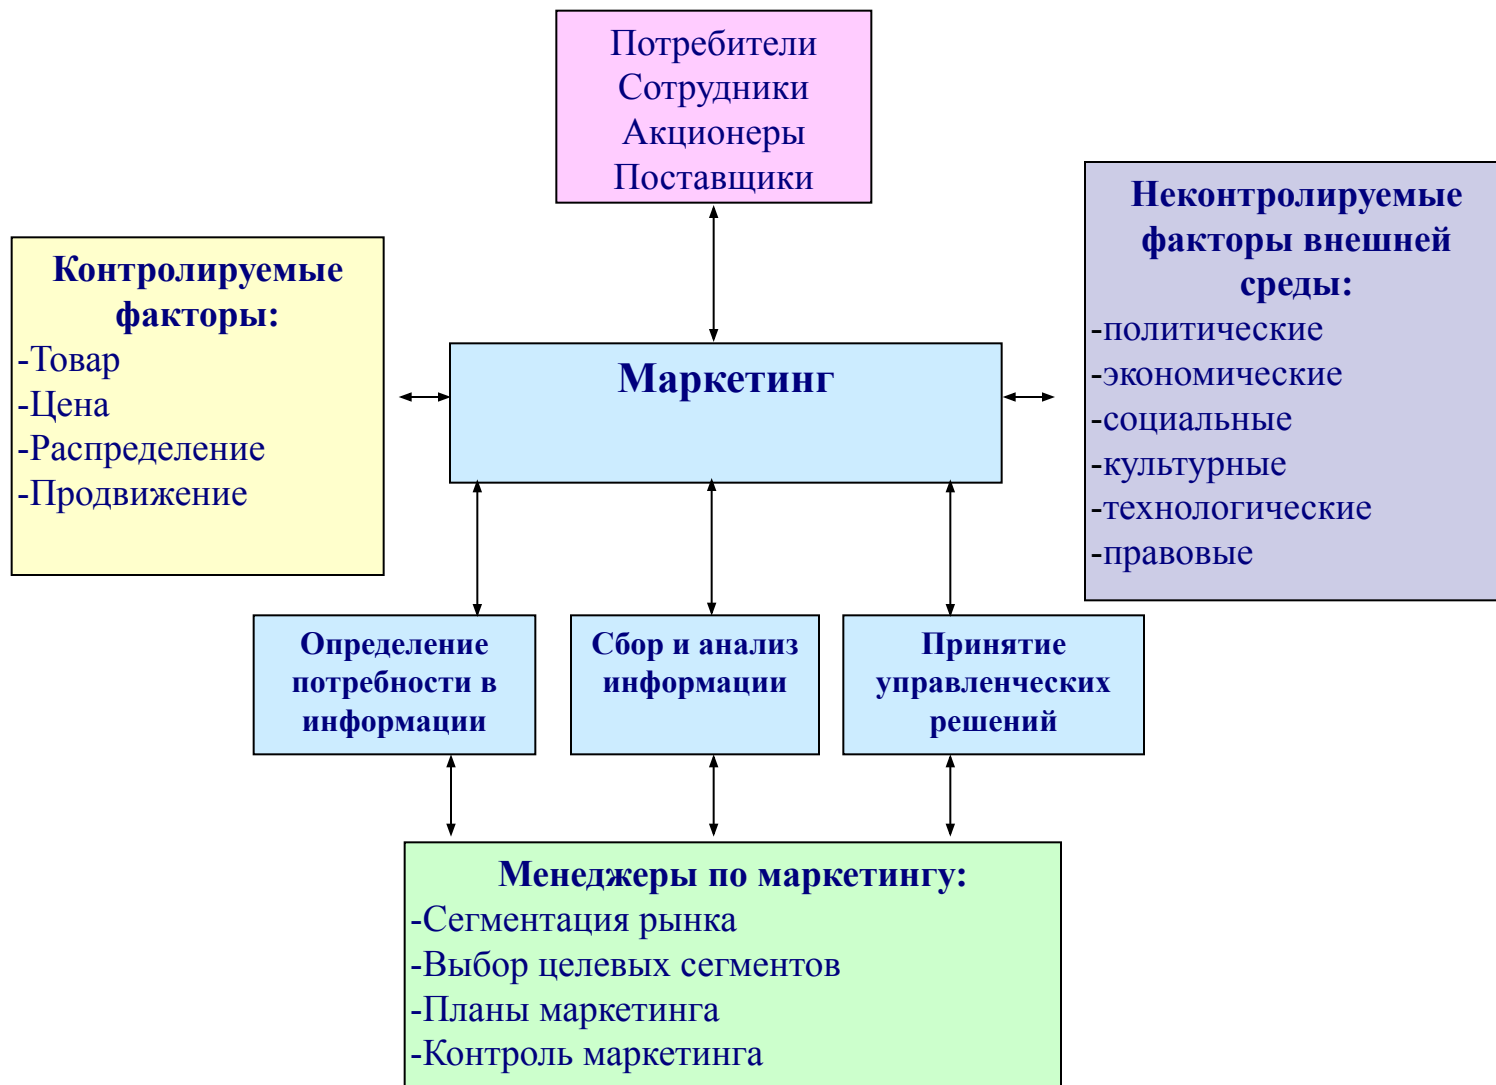 Потребители
Сотрудники
Акционеры
Поставщики
Контролируемые
факторы:
-Товар
-Цена
-Распределение
-Продвижение
Маркетинг
Неконтролируемые
факторы внешней
среды:
-политические
-экономические
-социальные
-культурные
-технологические
-правовые
Определение
потребности в
информации
Сбор и анализ
информации
Принятие
управленческих
решений
Менеджеры по маркетингу:
-Сегментация рынка
-Выбор целевых сегментов
-Планы маркетинга
-Контроль маркетинга